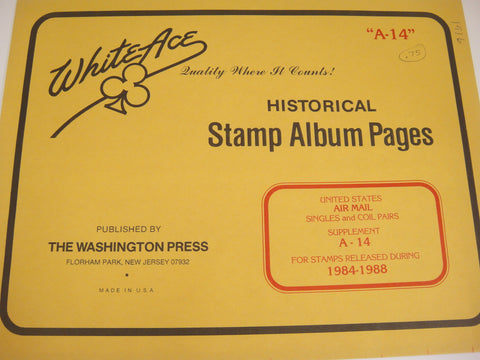 "A-14"
.75
White Ace
Quality Where It Counts!
HISTORICAL
Stamp Album Pages
UNITED STATES
AIR MAIL
SINGLES and COIL PAIRS
SUPPLEMENT
A - 14
FOR STAMPS RELEASED DURING
1984-1988
PUBLISHED BY
THE WASHINGTON PRESS
FLORHAM PARK, NEW JERSEY 07932
MADE IN U.S.A